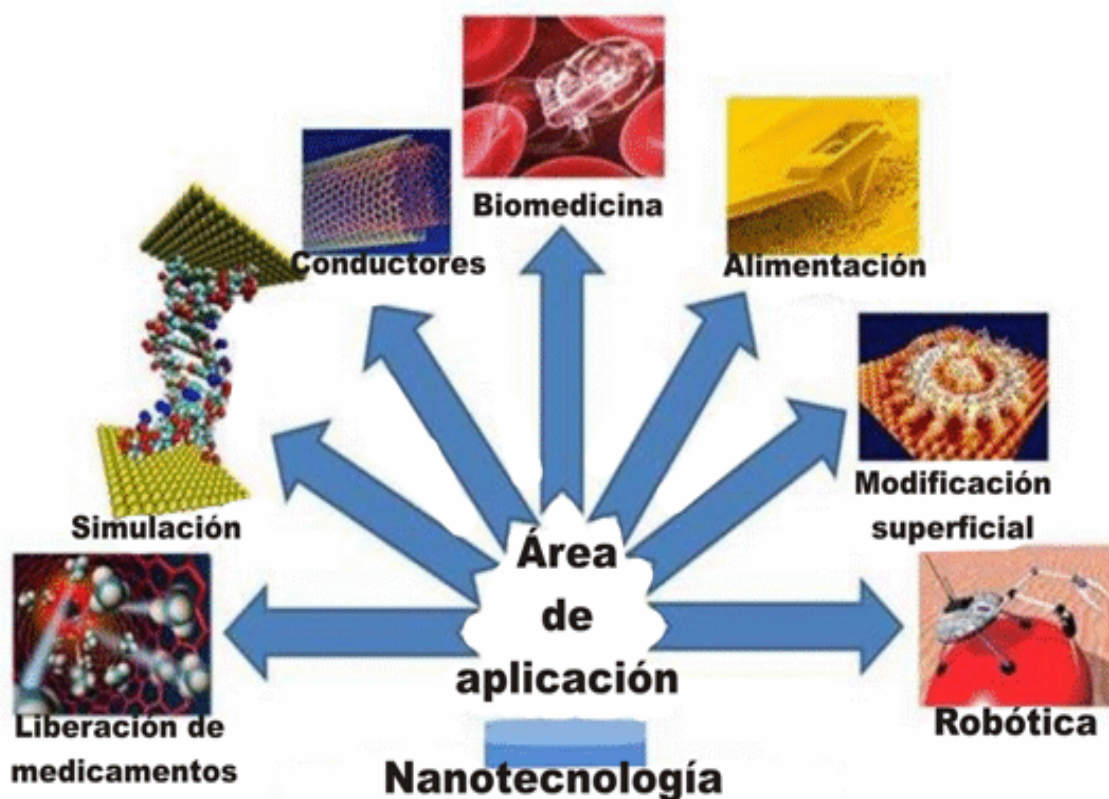 Biomedicina
Conductores
Alimentación
Simulación
Modificación
superficial
Área
de
aplicación
Liberación de
medicamentos
Robótica
Nanotecnología